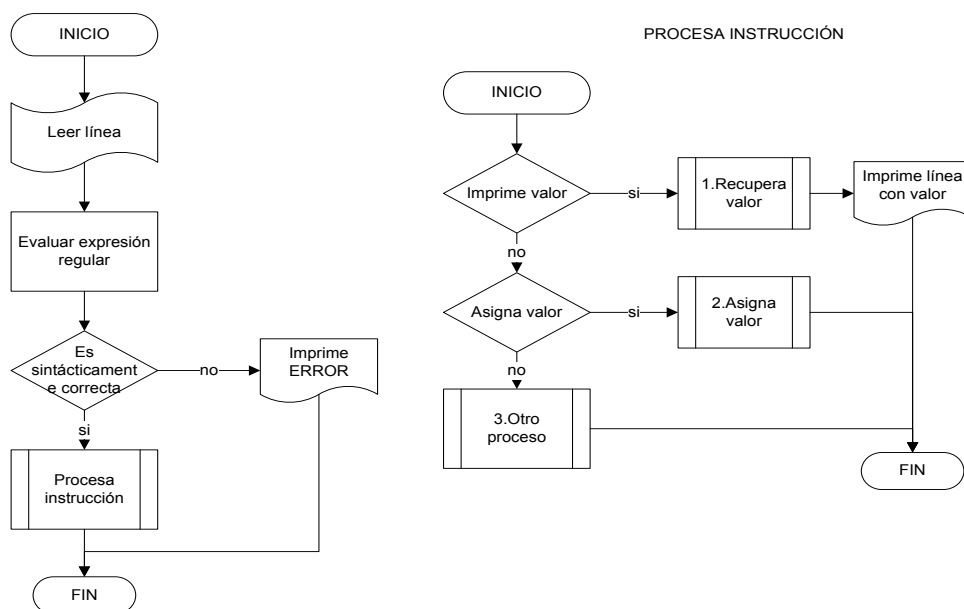 INICIO
Leer línea
Evaluar expresión
regular
Es
sintácticament
e correcta
no
Imprime
ERROR
si
Procesa
instrucción
FIN
PROCESA INSTRUCCIÓN
INICIO
Imprime valor
si
1.Recupera
valor
Imprime línea
con valor
no
Asigna valor
si
2.Asigna
valor
no
3.Otro
proceso
FIN